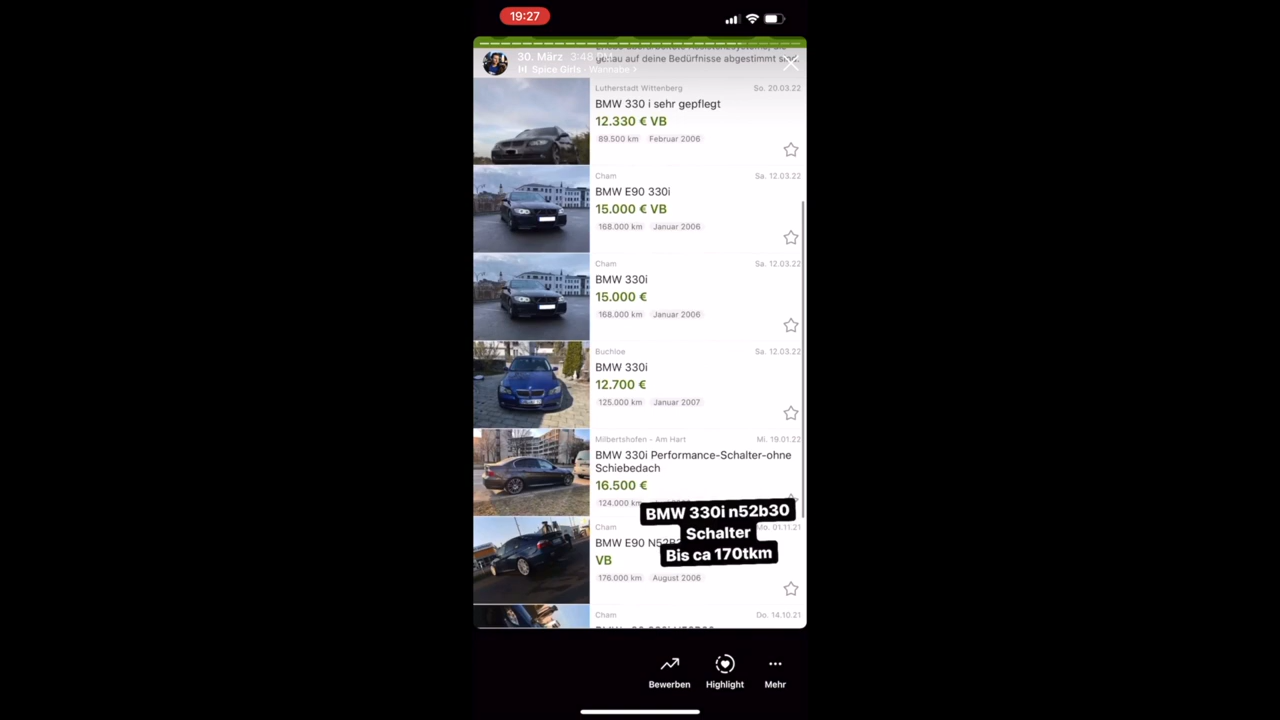 19:27
genau auf deine Bedürfnisse abgestimmt
30. März 3:48
Spice Girls · Wannabe >
Lutherstadt Wittenberg So. 20.03.22
BMW 330 i sehr gepflegt
12.330 € VB
89.500 km Februar 2006
Cham Sa. 12.03.22
BMW E90 330i
15.000 € VB
168.000 km Januar 2006
Cham Sa. 12.03.22
BMW 330i
15.000 €
168.000 km Januar 2006
Buchloe Sa. 12.03.22
BMW 330i
12.700 €
125.000 km Januar 2007
Milbertshofen - Am Hart Mi. 19.01.22
BMW 330i Performance-Schalter-ohne
Schiebedach
16.500 €
124.000 km
BMW 330i n52b30
Schalter
Bis ca 170tkm
Cham Mo. 01.11.21
BMW E90
VB
176.000 km August 2006
Cham Do. 14.10.21
Bewerben Highlight Mehr